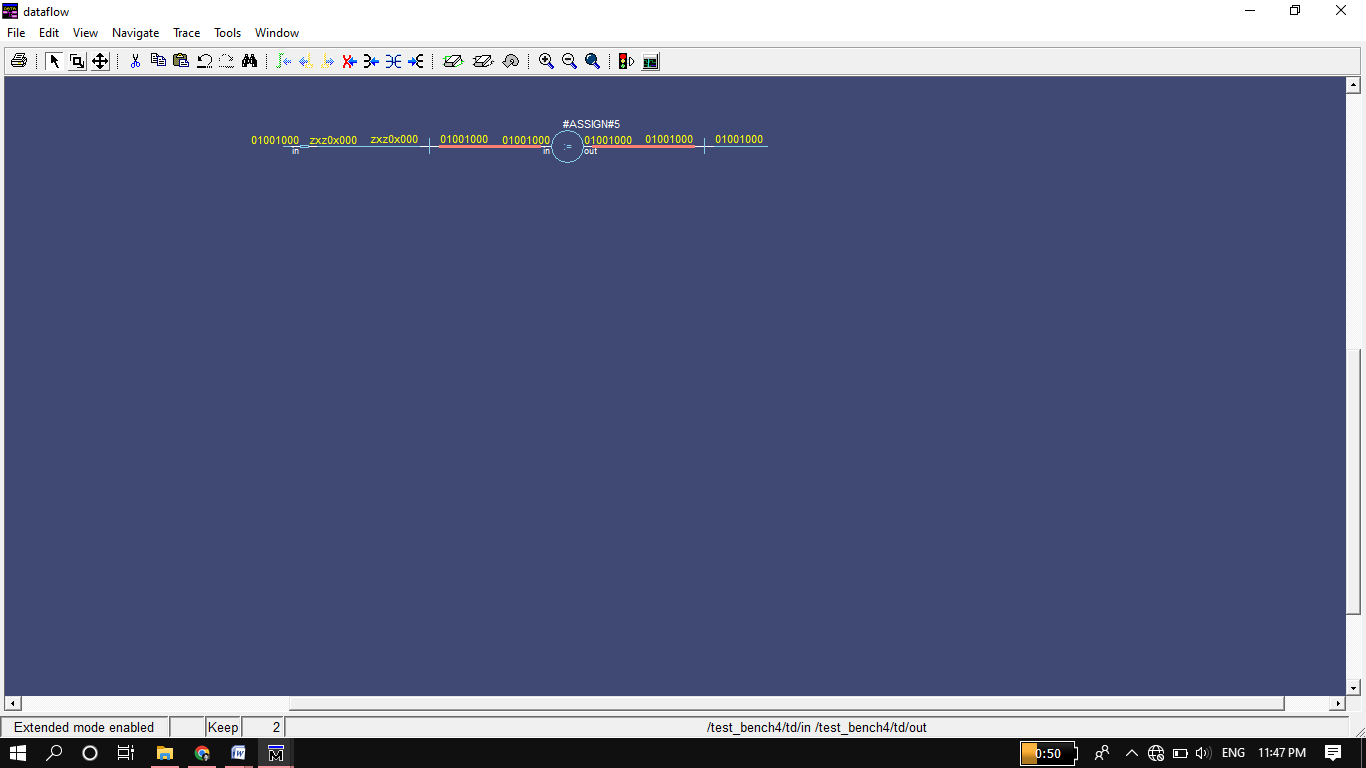 dataflow
File Edit View Navigate Trace Tools Window
#ASSIGN#5
01001000 zxz0x000 zxz0x000 01001000 01001000 := 01001000 01001000 01001000
in in out
Extended mode enabled Keep 2 /test_bench4/td/in /test_bench4/td/out
0:50 ENG 11:47 PM